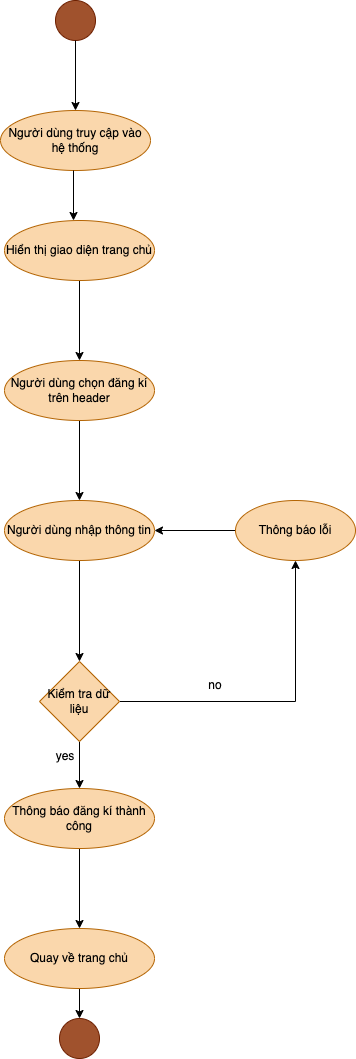 Người dùng truy cập vào
hệ thống
Hiển thị giao diện trang chủ
Người dùng chọn đăng kí
trên header
Người dùng nhập thông tin
Thông báo lỗi
Kiểm tra dữ
liệu
no
yes
Thông báo đăng kí thành
công
Quay về trang chủ